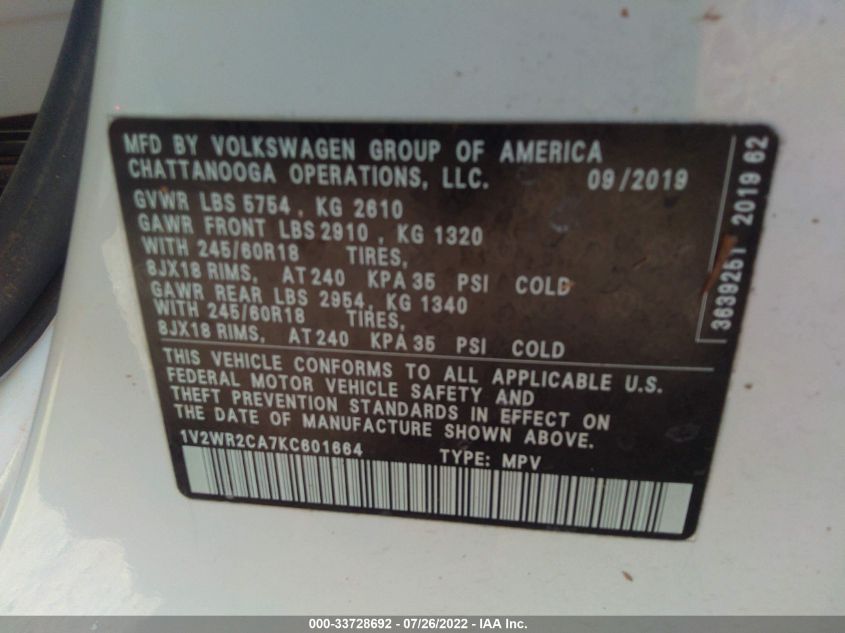 MFD BY VOLKSWAGEN GROUP OF AMERICA
CHATTANOOGA OPERATIONS, LLC. 09/2019
GVWR LBS 5754 , KG 2610
GAWR FRONT LBS 2910 , KG 1320
WITH 245/60R18 TIRES,
8JX18 RIMS, AT 240 KPA 35 PSI COLD
GAWR REAR LBS 2954, KG 1340
WITH 245/60R18 TIRES,
8JX18 RIMS, AT 240 KPA 35 PSI COLD
THIS VEHICLE CONFORMS TO ALL APPLICABLE U.S.
FEDERAL MOTOR VEHICLE SAFETY AND
THEFT PREVENTION STANDARDS IN EFFECT ON
THE DATE OF MANUFACTURE SHOWN ABOVE.
1V2WR2CA7KC601664 TYPE: MPV
3639251 2019 62
000-33728692 - 07/26/2022 - IAA Inc.